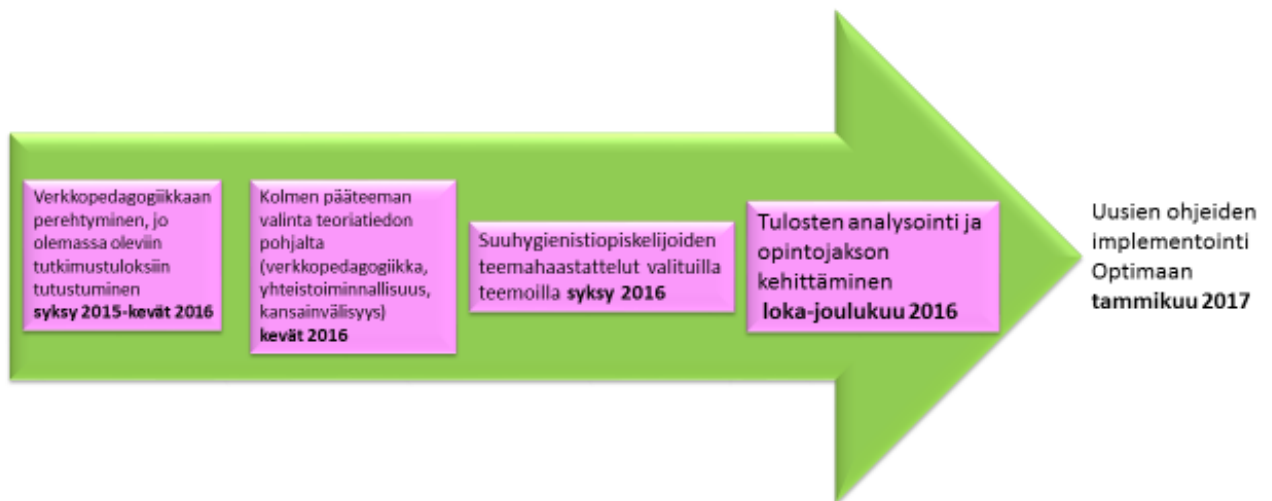 Verkkopedagogiikkaan
perehtyminen, jo
olemassa oleviin
tutkimustuloksiin
tutustuminen
syksy 2015-kevät 2016
Kolmen pääteeman
valinta teoriatiedon
pohjalta
(verkkopedagogiikka,
yhteistoiminnallisuus,
kansainvälisyys)
kevät 2016
Suuhygienistiopiskelijoiden
teemahaastattelut valituilla
teemoilla syksy 2016
Tulosten analysointi ja
opintojakson
kehittäminen
loka-joulukuu 2016
Uusien ohjeiden
implementointi
Optimaan
tammikuu 2017